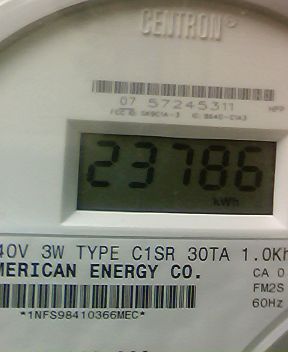 CENTRON®
07 57245311
23786
kWh
40V 3W TYPE C1SR 30TA 1.0Kh
MERICAN ENERGY CO.
CA 0
FM2S
60Hz
*1NFS98410366MEC*